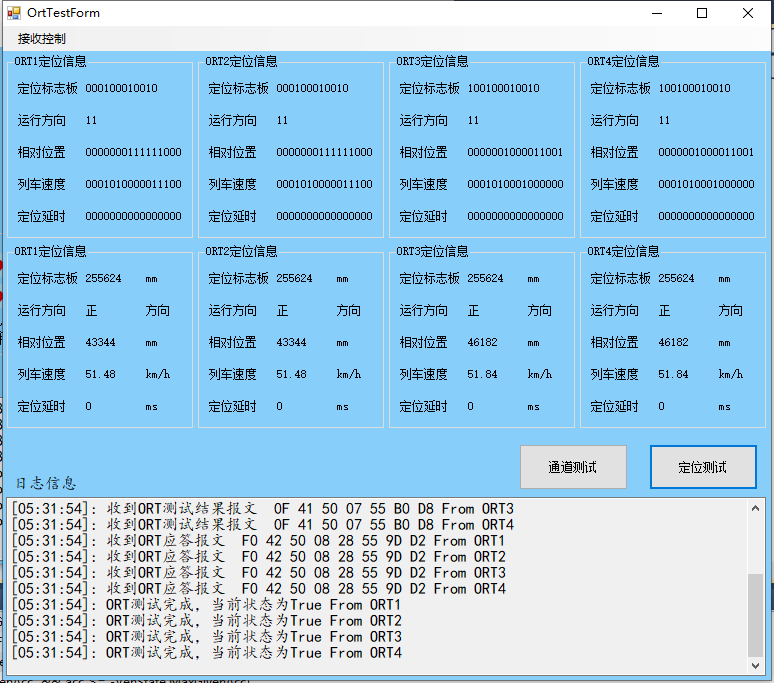 OrtTestForm
接收控制
ORT1定位信息 ORT2定位信息 ORT3定位信息 ORT4定位信息
定位标志板 000100010010 定位标志板 000100010010 定位标志板 100100010010 定位标志板 100100010010
运行方向 11 运行方向 11 运行方向 11 运行方向 11
相对位置 0000000111111000 相对位置 0000000111111000 相对位置 0000001000011001 相对位置 0000001000011001
列车速度 0001010000011100 列车速度 0001010000011100 列车速度 0001010001000000 列车速度 0001010001000000
定位延时 0000000000000000 定位延时 0000000000000000 定位延时 0000000000000000 定位延时 0000000000000000
ORT1定位信息 ORT2定位信息 ORT3定位信息 ORT4定位信息
定位标志板 255624 mm 定位标志板 255624 mm 定位标志板 255624 mm 定位标志板 255624 mm
运行方向 正 方向 运行方向 正 方向 运行方向 正 方向 运行方向 正 方向
相对位置 43344 mm 相对位置 43344 mm 相对位置 46182 mm 相对位置 46182 mm
列车速度 51.48 km/h 列车速度 51.48 km/h 列车速度 51.84 km/h 列车速度 51.84 km/h
定位延时 0 ms 定位延时 0 ms 定位延时 0 ms 定位延时 0 ms
通道测试 定位测试
日志信息
[05:31:54]: 收到ORT测试结果报文 0F 41 50 07 55 B0 D8 From ORT3
[05:31:54]: 收到ORT测试结果报文 0F 41 50 07 55 B0 D8 From ORT4
[05:31:54]: 收到ORT应答报文 F0 42 50 08 28 55 9D D2 From ORT1
[05:31:54]: 收到ORT应答报文 F0 42 50 08 28 55 9D D2 From ORT2
[05:31:54]: 收到ORT应答报文 F0 42 50 08 28 55 9D D2 From ORT3
[05:31:54]: 收到ORT应答报文 F0 42 50 08 28 55 9D D2 From ORT4
[05:31:54]: ORT测试完成, 当前状态为True From ORT1
[05:31:54]: ORT测试完成, 当前状态为True From ORT2
[05:31:54]: ORT测试完成, 当前状态为True From ORT3
[05:31:54]: ORT测试完成, 当前状态为True From ORT4